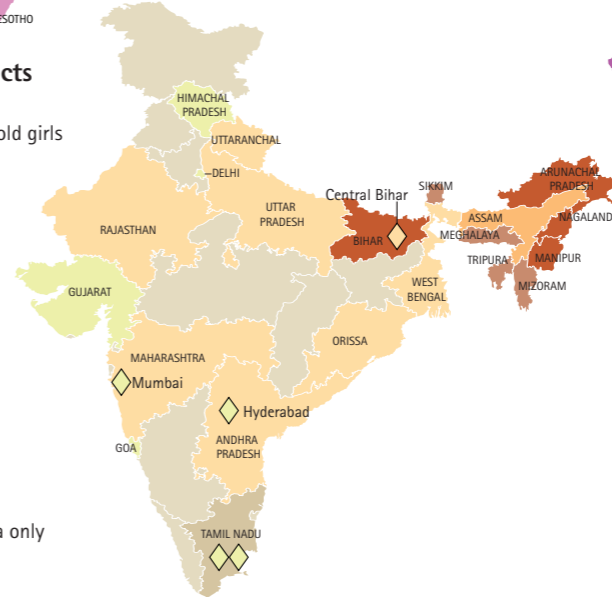 ESOTHO
cts
old girls
HIMACHAL
PRADESH
UTTARANCHAL
DELHI
Central Bihar
SIKKIM
ARUNACHAL
PRADESH
RAJASTHAN
UTTAR
PRADESH
BIHAR
ASSAM
NAGALAND
MEGHALAYA
TRIPURA
MANIPUR
MIZORAM
GUJARAT
WEST
BENGAL
ORISSA
MAHARASHTRA
Mumbai
Hyderabad
GOA
ANDHRA
PRADESH
a only
TAMIL NADU